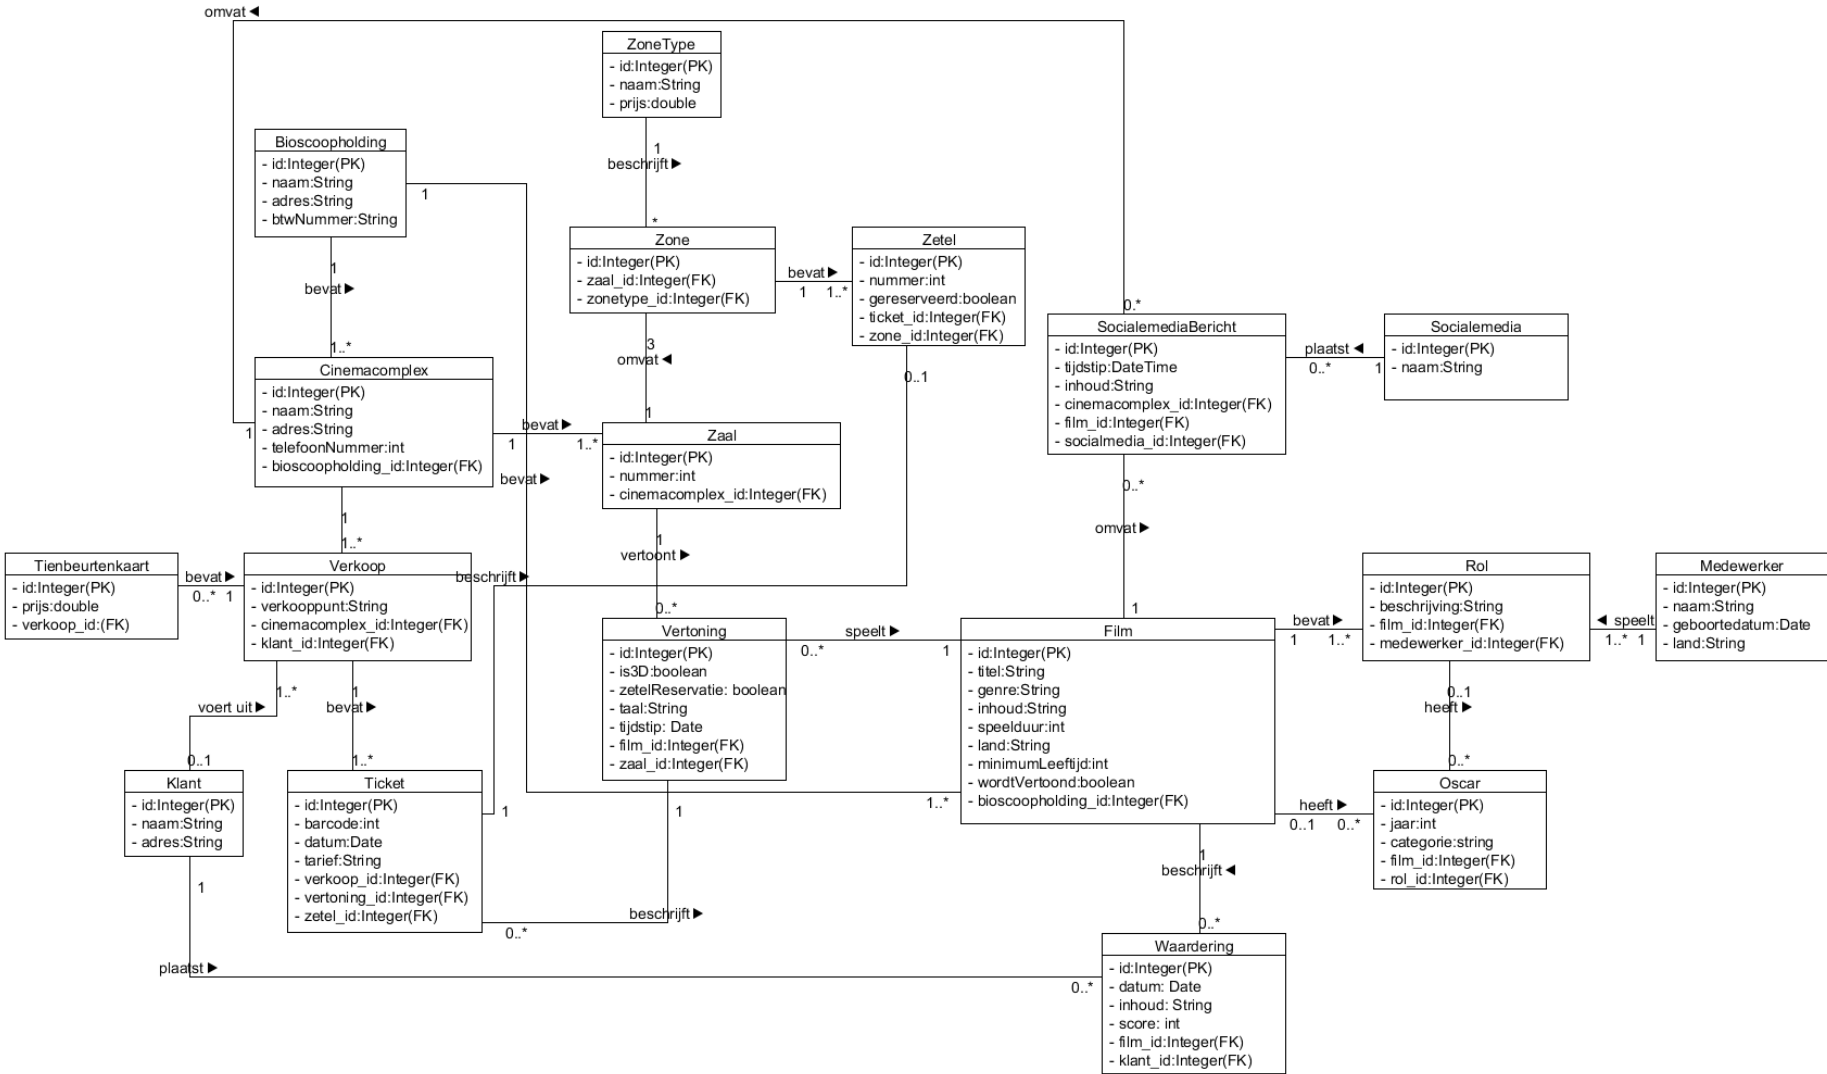 omvat ◀
ZoneType
- id:Integer(PK)
- naam:String
- prijs:double
1
beschrijft ▶
*
Bioscoopholding
- id:Integer(PK)
- naam:String
- adres:String
- btwNummer:String
1
1
bevat ▶
1..*
Zone
- id:Integer(PK)
- zaal_id:Integer(FK)
- zonetype_id:Integer(FK)
bevat ▶
1 1..*
Zetel
- id:Integer(PK)
- nummer:int
- gereserveerd:boolean
- ticket_id:Integer(FK)
- zone_id:Integer(FK)
0..1
3
omvat ◀
1
0..*
SocialemediaBericht
- id:Integer(PK)
- tijdstip:DateTime
- inhoud:String
- cinemacomplex_id:Integer(FK)
- film_id:Integer(FK)
- socialmedia_id:Integer(FK)
plaatst ◀
0..* 1
Socialemedia
- id:Integer(PK)
- naam:String
Cinemacomplex
- id:Integer(PK)
- naam:String
- adres:String
- telefoonNummer:int
- bioscoopholding_id:Integer(FK)
1
bevat ▶
1 1..*
bevat ▶
Zaal
- id:Integer(PK)
- nummer:int
- cinemacomplex_id:Integer(FK)
1
1..*
1
vertoont ▶
0..*
0..*
omvat ▶
1
Tienbeurtenkaart
- id:Integer(PK)
- prijs:double
- verkoop_id:(FK)
bevat ▶
0..* 1
Verkoop
- id:Integer(PK)
- verkooppunt:String
- cinemacomplex_id:Integer(FK)
- klant_id:Integer(FK)
beschrijft ▶
1..*
voert uit ▶
0..1
1
bevat ▶
1..*
Vertoning
- id:Integer(PK)
- is3D:boolean
- zetelReservatie: boolean
- taal:String
- tijdstip: Date
- film_id:Integer(FK)
- zaal_id:Integer(FK)
speelt ▶
0..* 1
Film
- id:Integer(PK)
- titel:String
- genre:String
- inhoud:String
- speelduur:int
- land:String
- minimumLeeftijd:int
- wordtVertoond:boolean
- bioscoopholding_id:Integer(FK)
1..*
bevat ▶
1 1..*
Rol
- id:Integer(PK)
- beschrijving:String
- film_id:Integer(FK)
- medewerker_id:Integer(FK)
◀ speelt
1..* 1
Medewerker
- id:Integer(PK)
- naam:String
- geboortedatum:Date
- land:String
0..1
heeft ▶
0..*
Klant
- id:Integer(PK)
- naam:String
- adres:String
1
Ticket
- id:Integer(PK)
- barcode:int
- datum:Date
- tarief:String
- verkoop_id:Integer(FK)
- vertoning_id:Integer(FK)
- zetel_id:Integer(FK)
1
1
beschrijft ▶
0..*
heeft ▶
0..1 0..*
Oscar
- id:Integer(PK)
- jaar:int
- categorie:string
- film_id:Integer(FK)
- rol_id:Integer(FK)
1
beschrijft ◀
0..*
plaatst ▶
0..*
Waardering
- id:Integer(PK)
- datum: Date
- inhoud: String
- score: int
- film_id:Integer(FK)
- klant_id:Integer(FK)